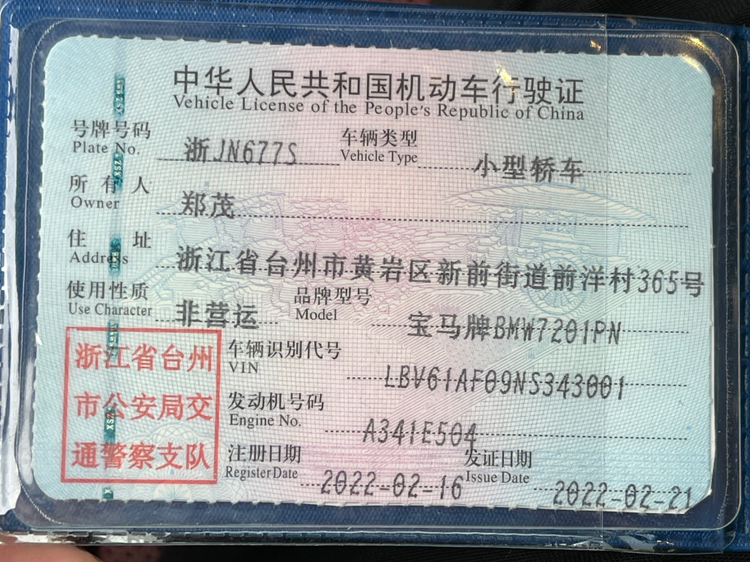 中华人民共和国机动车行驶证
Vehicle License of the People's Republic of China
号牌号码 浙JN677S 车辆类型 小型轿车
Plate No. Vehicle Type
所有人 郑茂
Owner
住址 浙江省台州市黄岩区新前街道前洋村365号
Address
使用性质 非营运 品牌型号 宝马牌BMW7201PN
Use Character Model
浙江省台州
市公安局交
通警察支队
车辆识别代号 LBV61AF09NS343001
VIN
发动机号码 A341E504
Engine No.
注册日期 2022-02-16 发证日期 2022-02-21
Register Date Issue Date